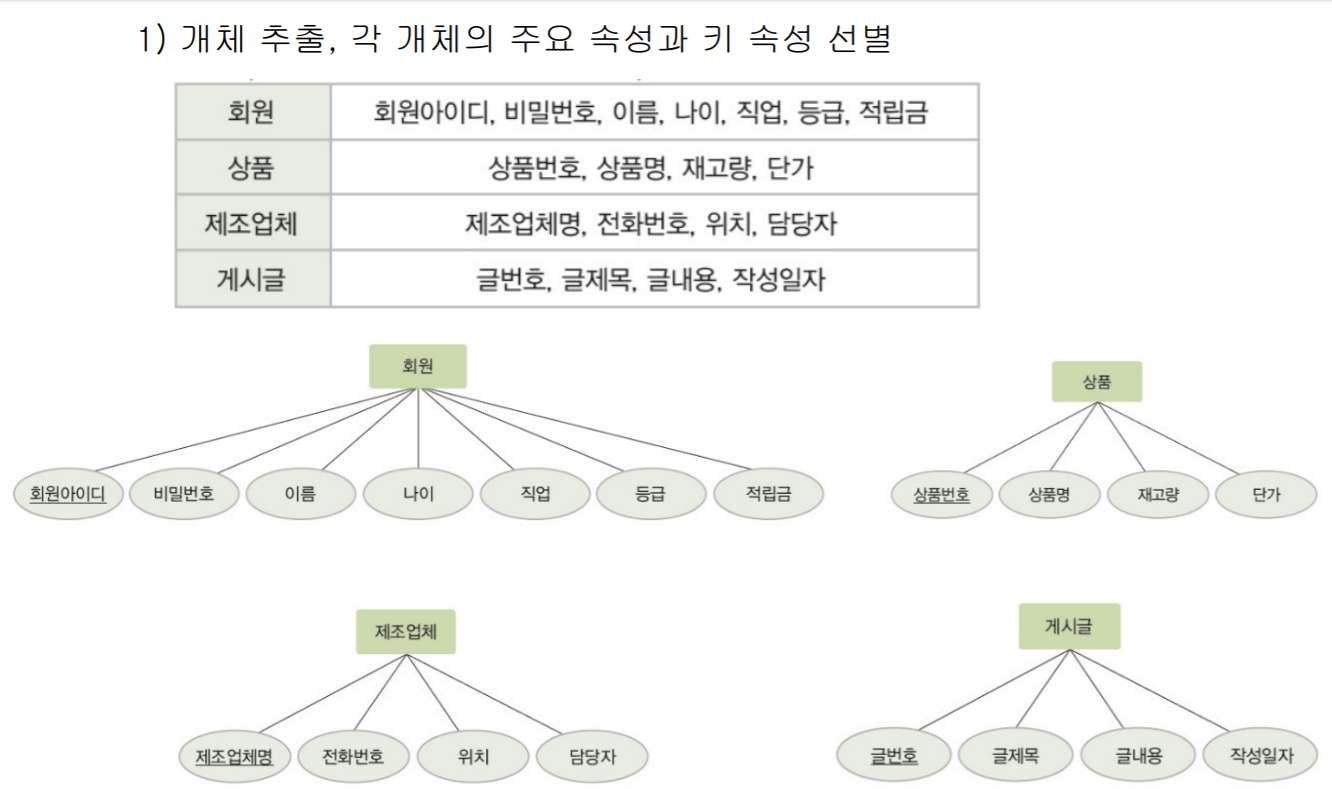 1) 개체 추출, 각 개체의 주요 속성과 키 속성 선별
회원 회원아이디, 비밀번호, 이름, 나이, 직업, 등급, 적립금
상품 상품번호, 상품명, 재고량, 단가
제조업체 제조업체명, 전화번호, 위치, 담당자
게시글 글번호, 글제목, 글내용, 작성일자
회원
상품
회원아이디 비밀번호 이름 나이 직업 등급 적립금
상품번호 상품명 재고량 단가
제조업체
게시글
제조업체명 전화번호 위치 담당자
글번호 글제목 글내용 작성일자